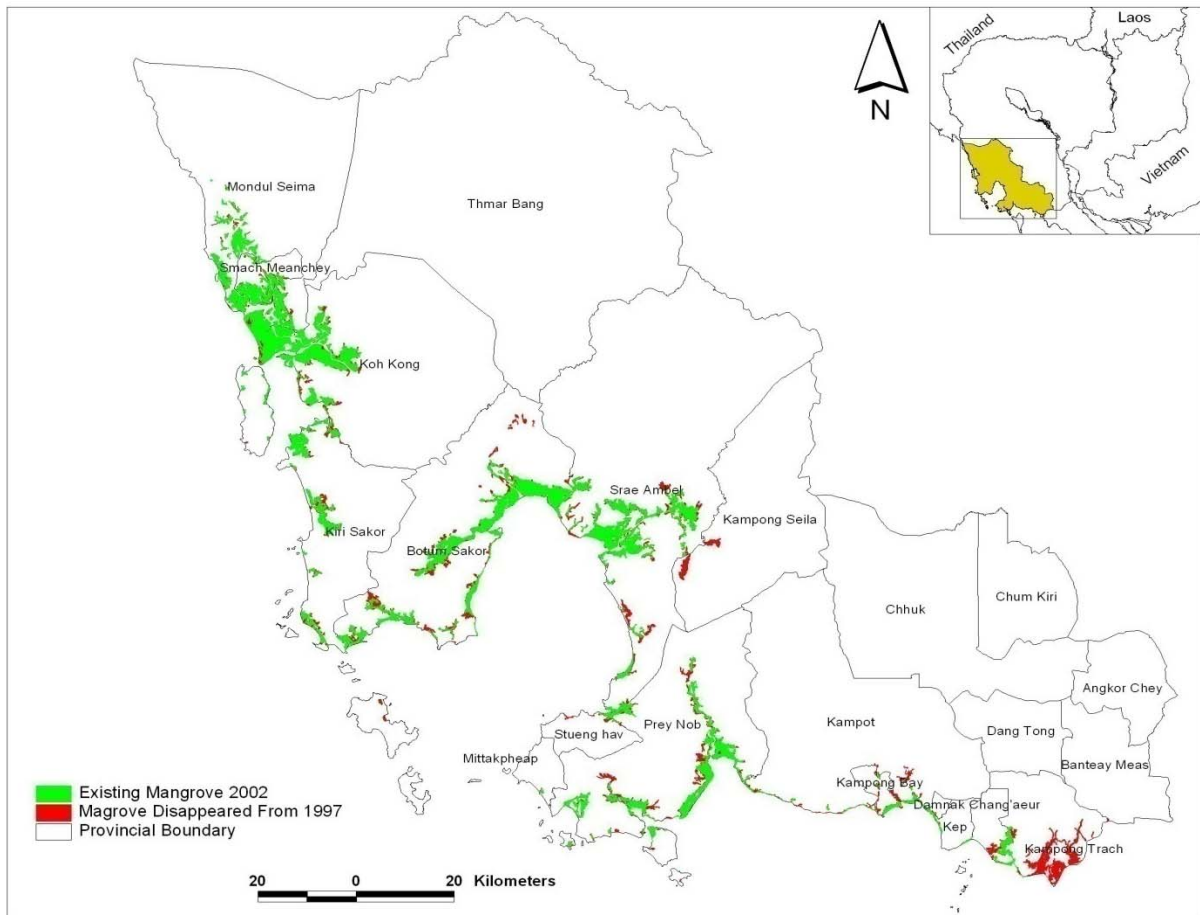 Laos
Thailand
Vietnam
N
Mondul Seima
Thmar Bang
Smach Meanchey
Koh Kong
Srae Ambel
Kampong Seila
Kiri Sakor
Botum Sakor
Chhuk
Chum Kiri
Angkor Chey
Dang Tong
Banteay Meas
Kampot
Prey Nob
Stueng hav
Mittakpheap
Kampong Bay
Damnak Chang'aeur
Kep
Kampong Trach
Existing Mangrove 2002
Magrove Disappeared From 1997
Provincial Boundary
20 0 20 Kilometers